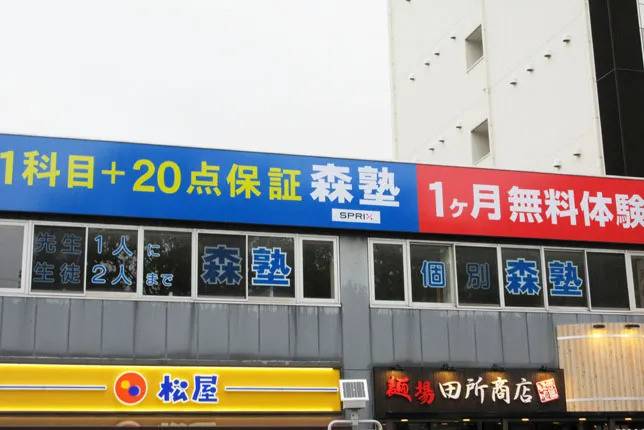 1科目+20点保証 森塾
SPRIX
1ヶ月無料体験
先生1人に
生徒2人まで
森塾
個別 森塾
松屋
麺場 田所商店